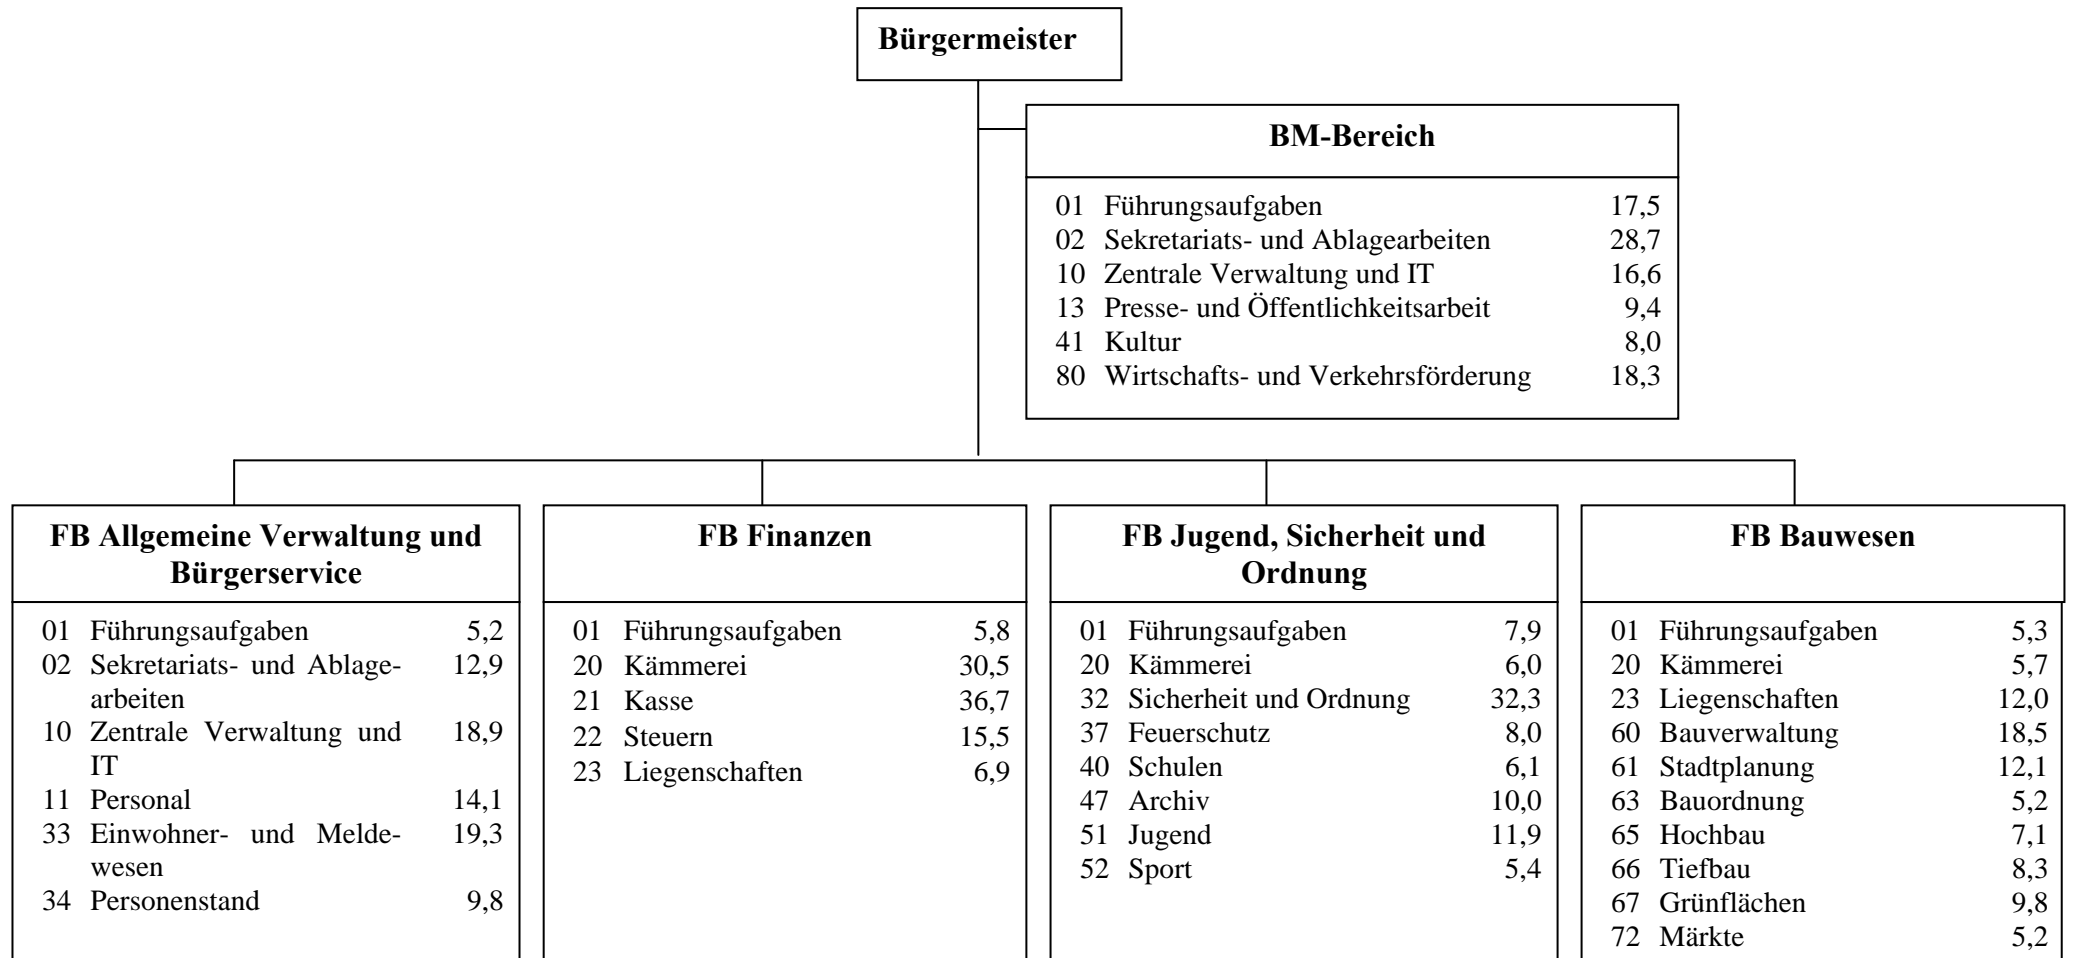 Bürgermeister
BM-Bereich
01 Führungsaufgaben 17,5
02 Sekretariats- und Ablagearbeiten 28,7
10 Zentrale Verwaltung und IT 16,6
13 Presse- und Öffentlichkeitsarbeit 9,4
41 Kultur 8,0
80 Wirtschafts- und Verkehrsförderung 18,3
FB Allgemeine Verwaltung und
Bürgerservice
01 Führungsaufgaben 5,2
02 Sekretariats- und Ablage- 12,9
arbeiten
10 Zentrale Verwaltung und 18,9
IT
11 Personal 14,1
33 Einwohner- und Melde- 19,3
wesen
34 Personenstand 9,8
FB Finanzen
01 Führungsaufgaben 5,8
20 Kämmerei 30,5
21 Kasse 36,7
22 Steuern 15,5
23 Liegenschaften 6,9
FB Jugend, Sicherheit und
Ordnung
01 Führungsaufgaben 7,9
20 Kämmerei 6,0
32 Sicherheit und Ordnung 32,3
37 Feuerschutz 8,0
40 Schulen 6,1
47 Archiv 10,0
51 Jugend 11,9
52 Sport 5,4
FB Bauwesen
01 Führungsaufgaben 5,3
20 Kämmerei 5,7
23 Liegenschaften 12,0
60 Bauverwaltung 18,5
61 Stadtplanung 12,1
63 Bauordnung 5,2
65 Hochbau 7,1
66 Tiefbau 8,3
67 Grünflächen 9,8
72 Märkte 5,2